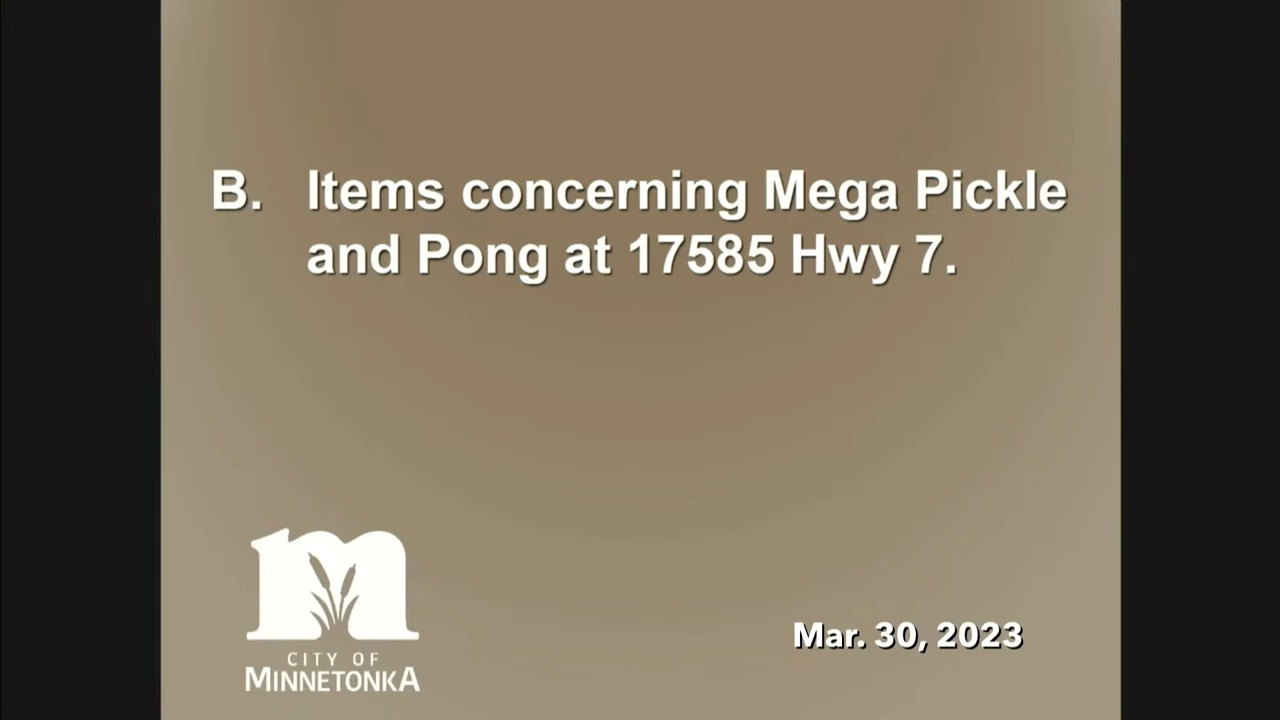 B. Items concerning Mega Pickle
and Pong at 17585 Hwy 7.
m
CITY OF
MINNETONKA
Mar. 30, 2023